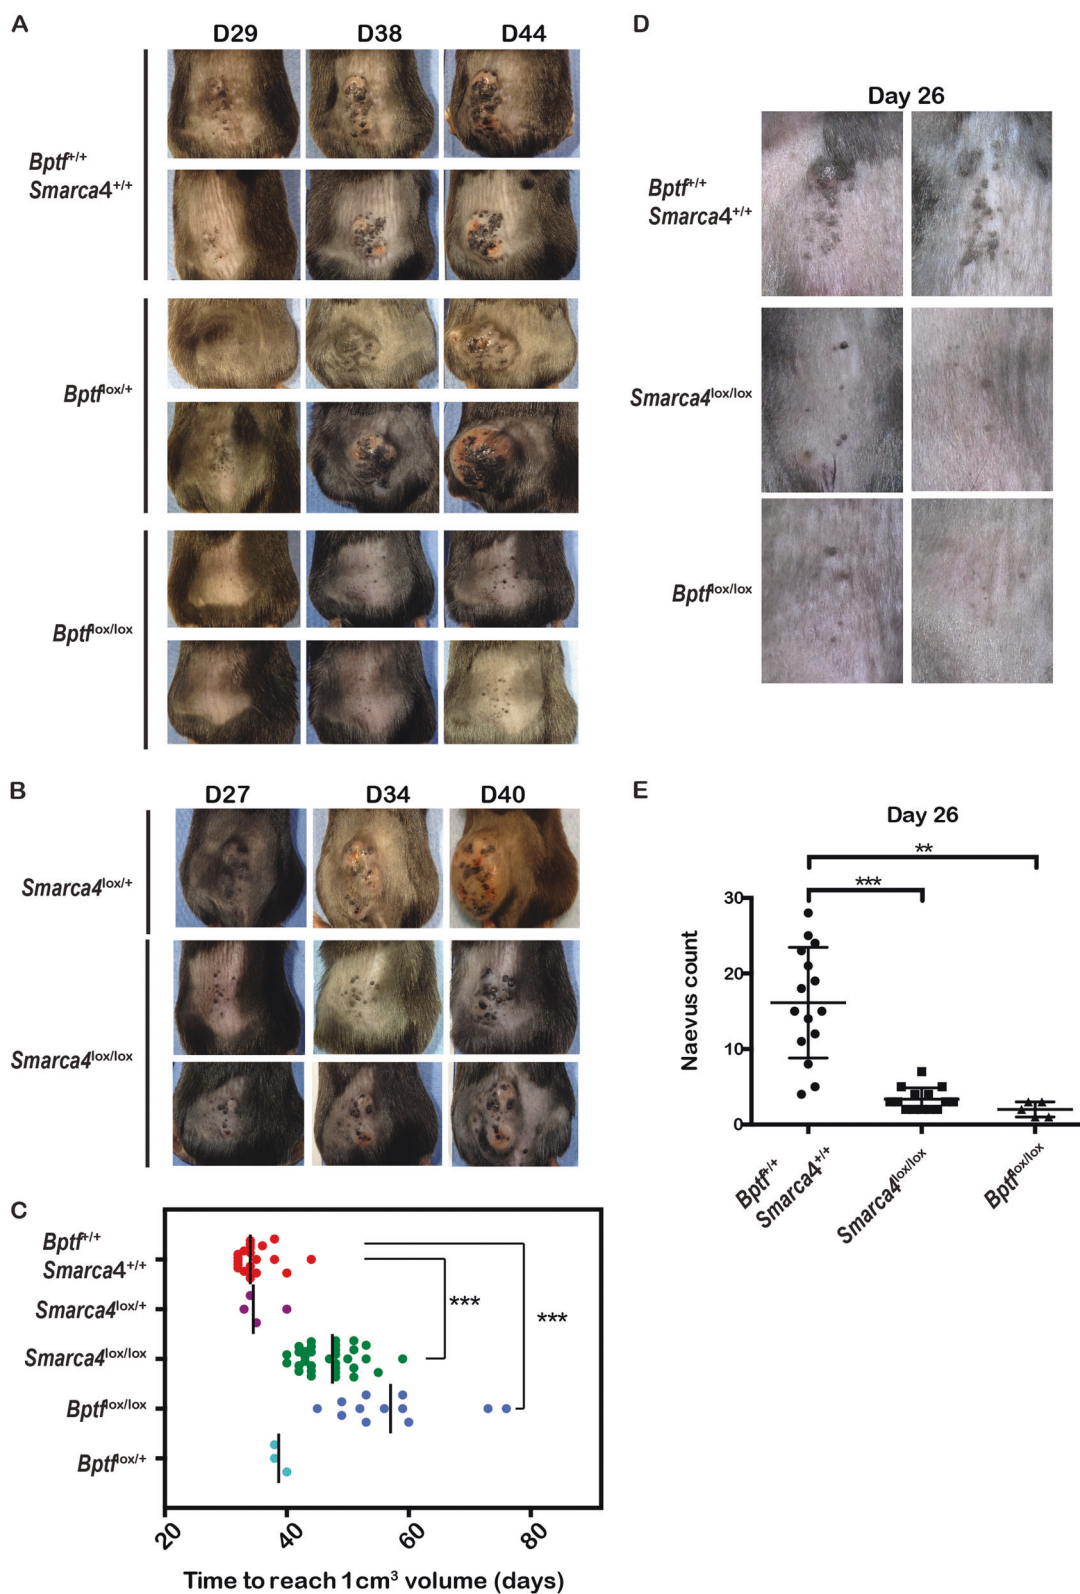 A
D29 D38 D44
Bptf+/+
Smarca4+/+
Bptflox/+
Bptflox/lox
B
D27 D34 D40
Smarca4lox/+
Smarca4lox/lox
C
Bptf+/+
Smarca4+/+
Smarca4lox/+
Smarca4lox/lox
Bptflox/lox
Bptflox/+
***
***
20 40 60 80
Time to reach 1cm³ volume (days)
D
Day 26
Bptf+/+
Smarca4+/+
Smarca4lox/lox
Bptflox/lox
E
Day 26
**
***
30
20
10
0
Naevus count
Bptf+/+
Smarca4+/+
Smarca4lox/lox
Bptflox/lox